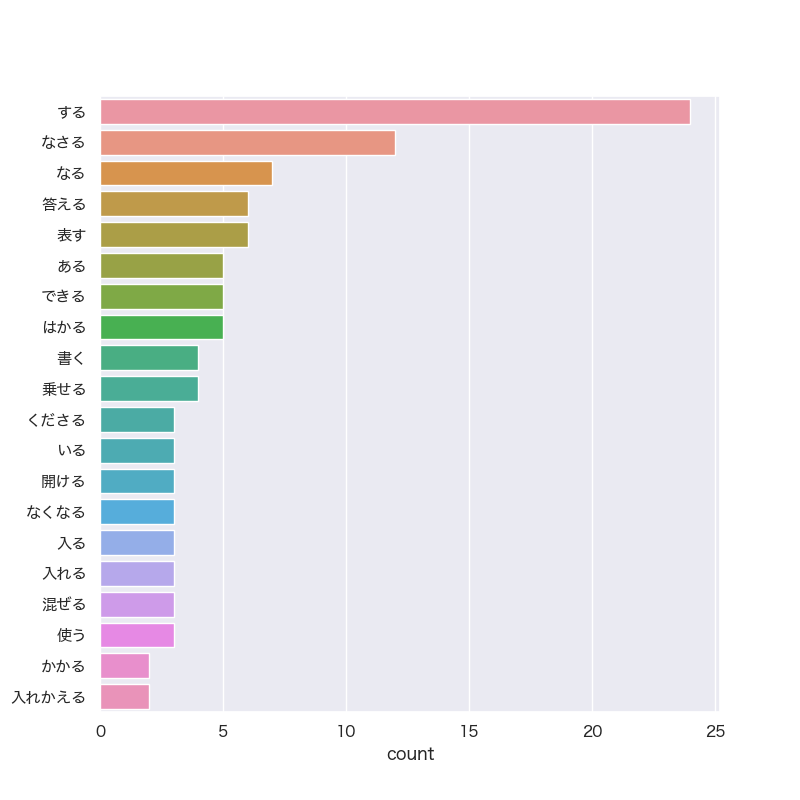 する
なさる
なる
答える
表す
ある
できる
はかる
書く
乗せる
くださる
いる
開ける
なくなる
入る
入れる
混ぜる
使う
かかる
入れかえる
0 5 10 15 20 25
count